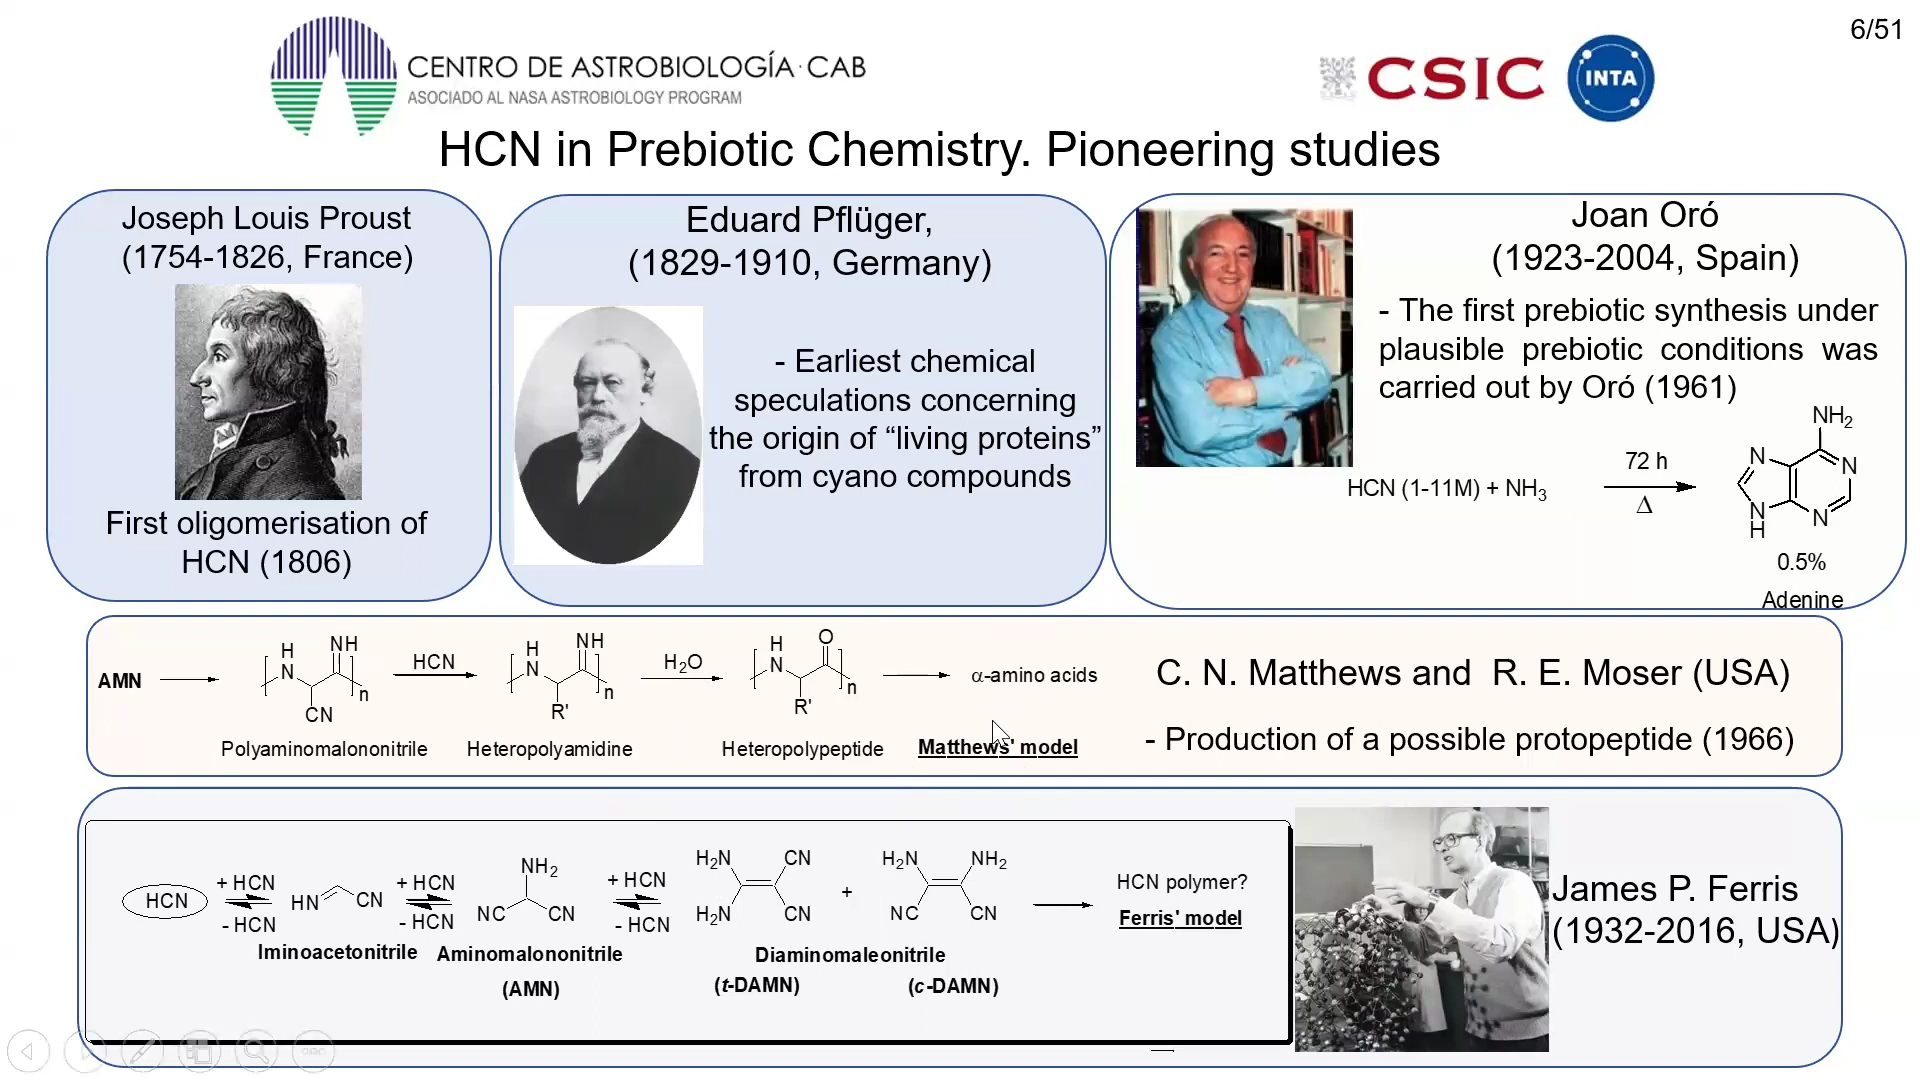 6/51
CENTRO DE ASTROBIOLOGÍA · CAB
ASOCIADO AL NASA ASTROBIOLOGY PROGRAM
CSIC
INTA
HCN in Prebiotic Chemistry. Pioneering studies
Joseph Louis Proust
(1754-1826, France)
First oligomerisation of
HCN (1806)
Eduard Pflüger,
(1829-1910, Germany)
- Earliest chemical
speculations concerning
the origin of “living proteins”
from cyano compounds
Joan Oró
(1923-2004, Spain)
- The first prebiotic synthesis under
plausible prebiotic conditions was
carried out by Oró (1961)
HCN (1-11M) + NH3
72 h
Δ
NH2
N
N
N
H
N
0.5%
Adenine
AMN
H
N
NH
CN
n
HCN
H
N
NH
R'
n
H2O
H
N
O
R'
n
α-amino acids
Polyaminomalononitrile
Heteropolyamidine
Heteropolypeptide
Matthews' model
C. N. Matthews and R. E. Moser (USA)
- Production of a possible protopeptide (1966)
HCN
+ HCN
- HCN
HN
CN
Iminoacetonitrile
+ HCN
- HCN
NH2
NC
CN
Aminomalononitrile
(AMN)
+ HCN
- HCN
H2N
CN
H2N
CN
+
H2N
NH2
NC
CN
Diaminomaleonitrile
(t-DAMN)
(c-DAMN)
HCN polymer?
Ferris' model
James P. Ferris
(1932-2016, USA)